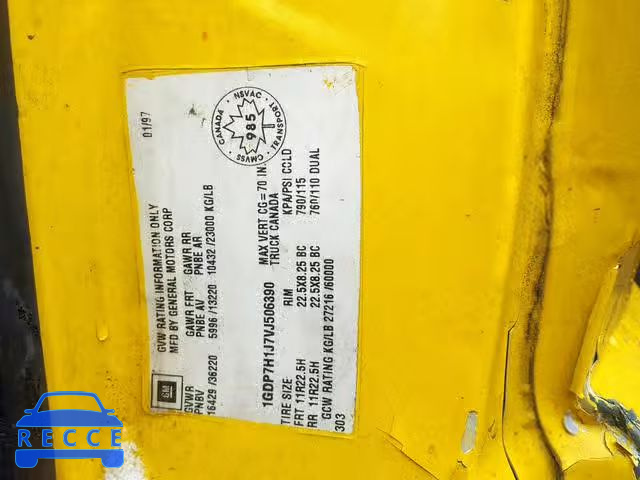 GM
GVW RATING INFORMATION ONLY
MFD BY GENERAL MOTORS CORP
01/97
GVWR GAWR FRT GAWR RR
PNBV PNBE AV PNBE AR
16429 /36220 5996 /13220 10432 /23000 KG/LB
NSVAC · TRANSPORT · CMVSS · CANADA
985
1GDP7H1J7VJ506390 MAX VERT CG = 70 IN.
TRUCK CANADA
TIRE SIZE RIM KPA/PSI COLD
FRT 11R22.5H 22.5X8.25 BC 790/115
RR 11R22.5H 22.5X8.25 BC 760/110 DUAL
GCW RATING KG/LB 27216 /60000
303
RECCE